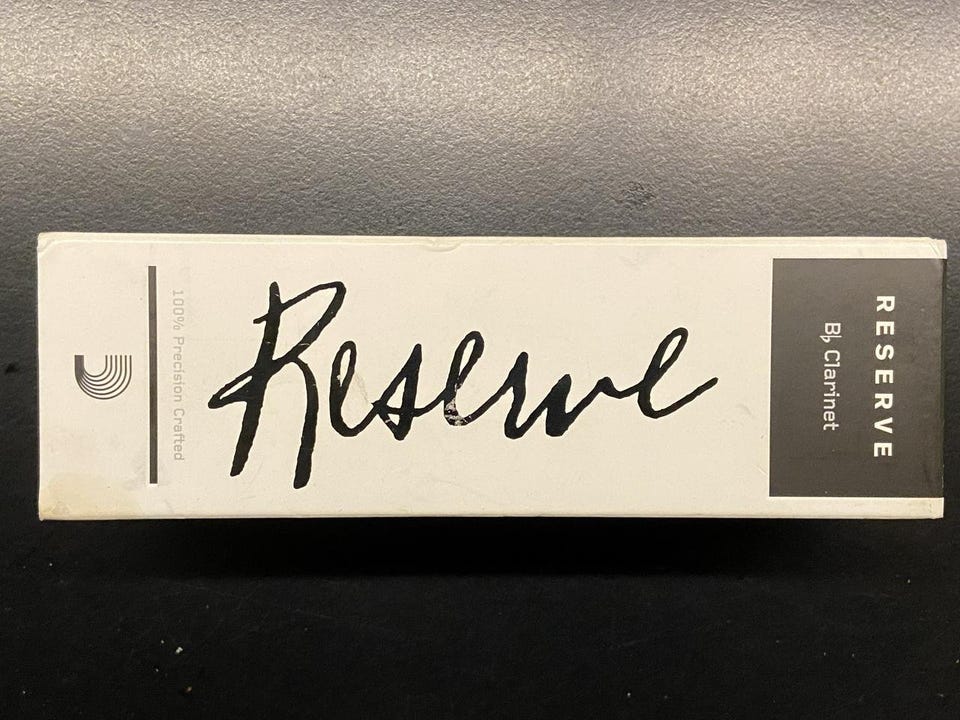 RESERVE
B♭ Clarinet
Reserve
100% Precision Crafted